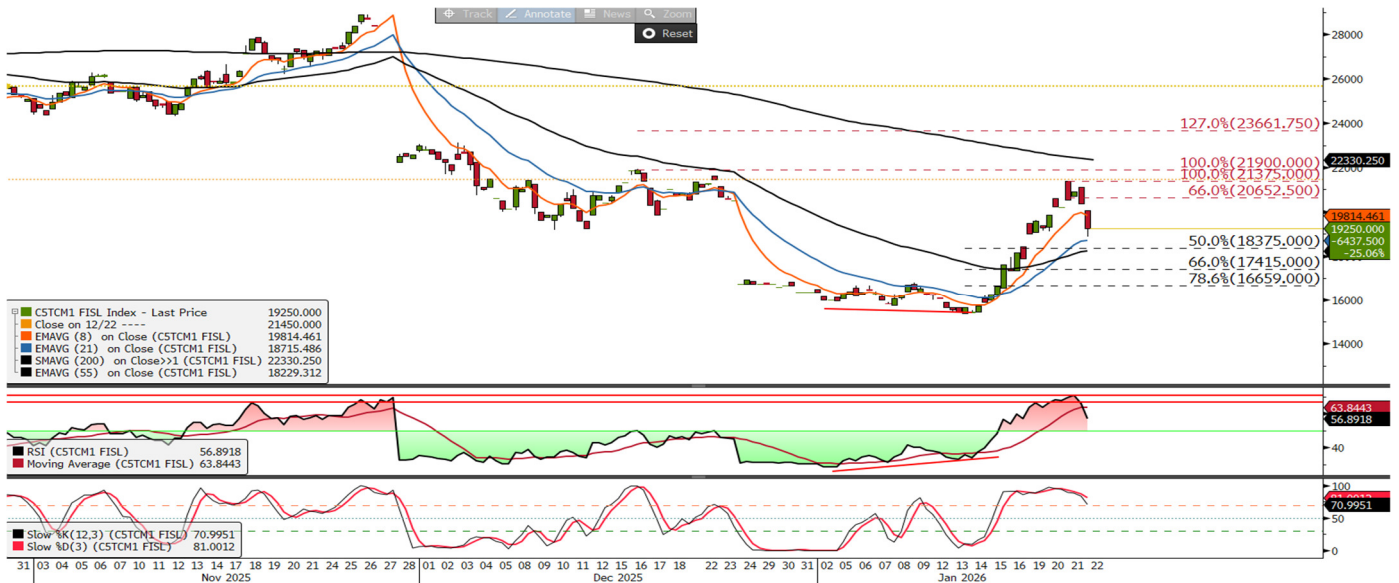 Track Annotate News Zoom
Reset
28000
26000
24000
127.0%(23661.750)
22330.250
22000
100.0%(21900.000)
100.0%(21375.000)
66.0%(20652.500)
19814.461
19250.000
-6437.500
-25.06%
50.0%(18375.000)
66.0%(17415.000)
78.6%(16659.000)
16000
14000
C5TCM1 FISL Index - Last Price 19250.000
Close on 12/22 ---- 21450.000
EMAVG (8) on Close (C5TCM1 FISL) 19814.461
EMAVG (21) on Close (C5TCM1 FISL) 18715.486
SMAVG (200) on Close>>1 (C5TCM1 FISL) 22330.250
EMAVG (55) on Close (C5TCM1 FISL) 18229.312
63.8443
56.8918
40
RSI (C5TCM1 FISL) 56.8918
Moving Average (C5TCM1 FISL) 63.8443
100
81.0012
70.9951
50
0
Slow %K(12,3) (C5TCM1 FISL) 70.9951
Slow %D(3) (C5TCM1 FISL) 81.0012
31 03 04 05 06 07 10 11 12 13 14 17 18 19 20 21 24 25 26 27 28 01 02 03 04 05 08 09 10 11 12 15 16 17 18 22 23 24 29 30 31 02 05 06 07 08 09 12 13 14 15 16 19 20 21 22
Nov 2025 Dec 2025 Jan 2026